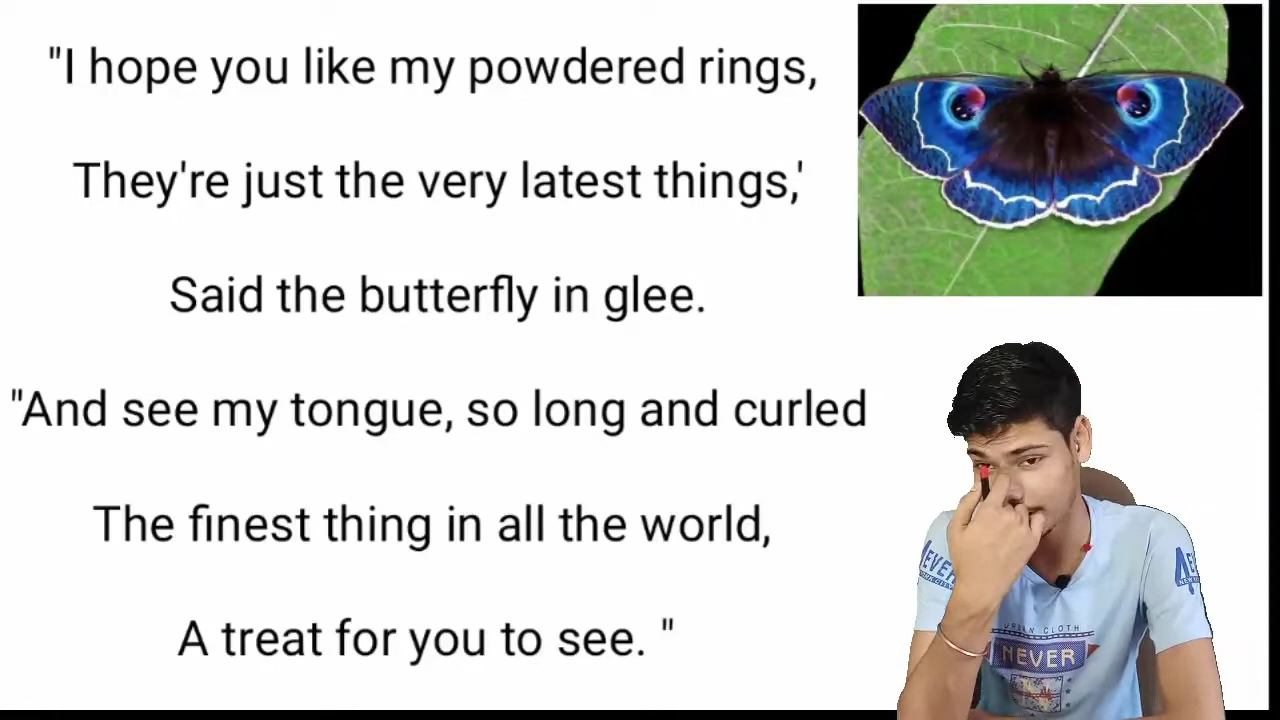 "I hope you like my powdered rings,
They're just the very latest things,'
Said the butterfly in glee.
"And see my tongue, so long and curled
The finest thing in all the world,
A treat for you to see. "
URBAN CLOTH
NEVER